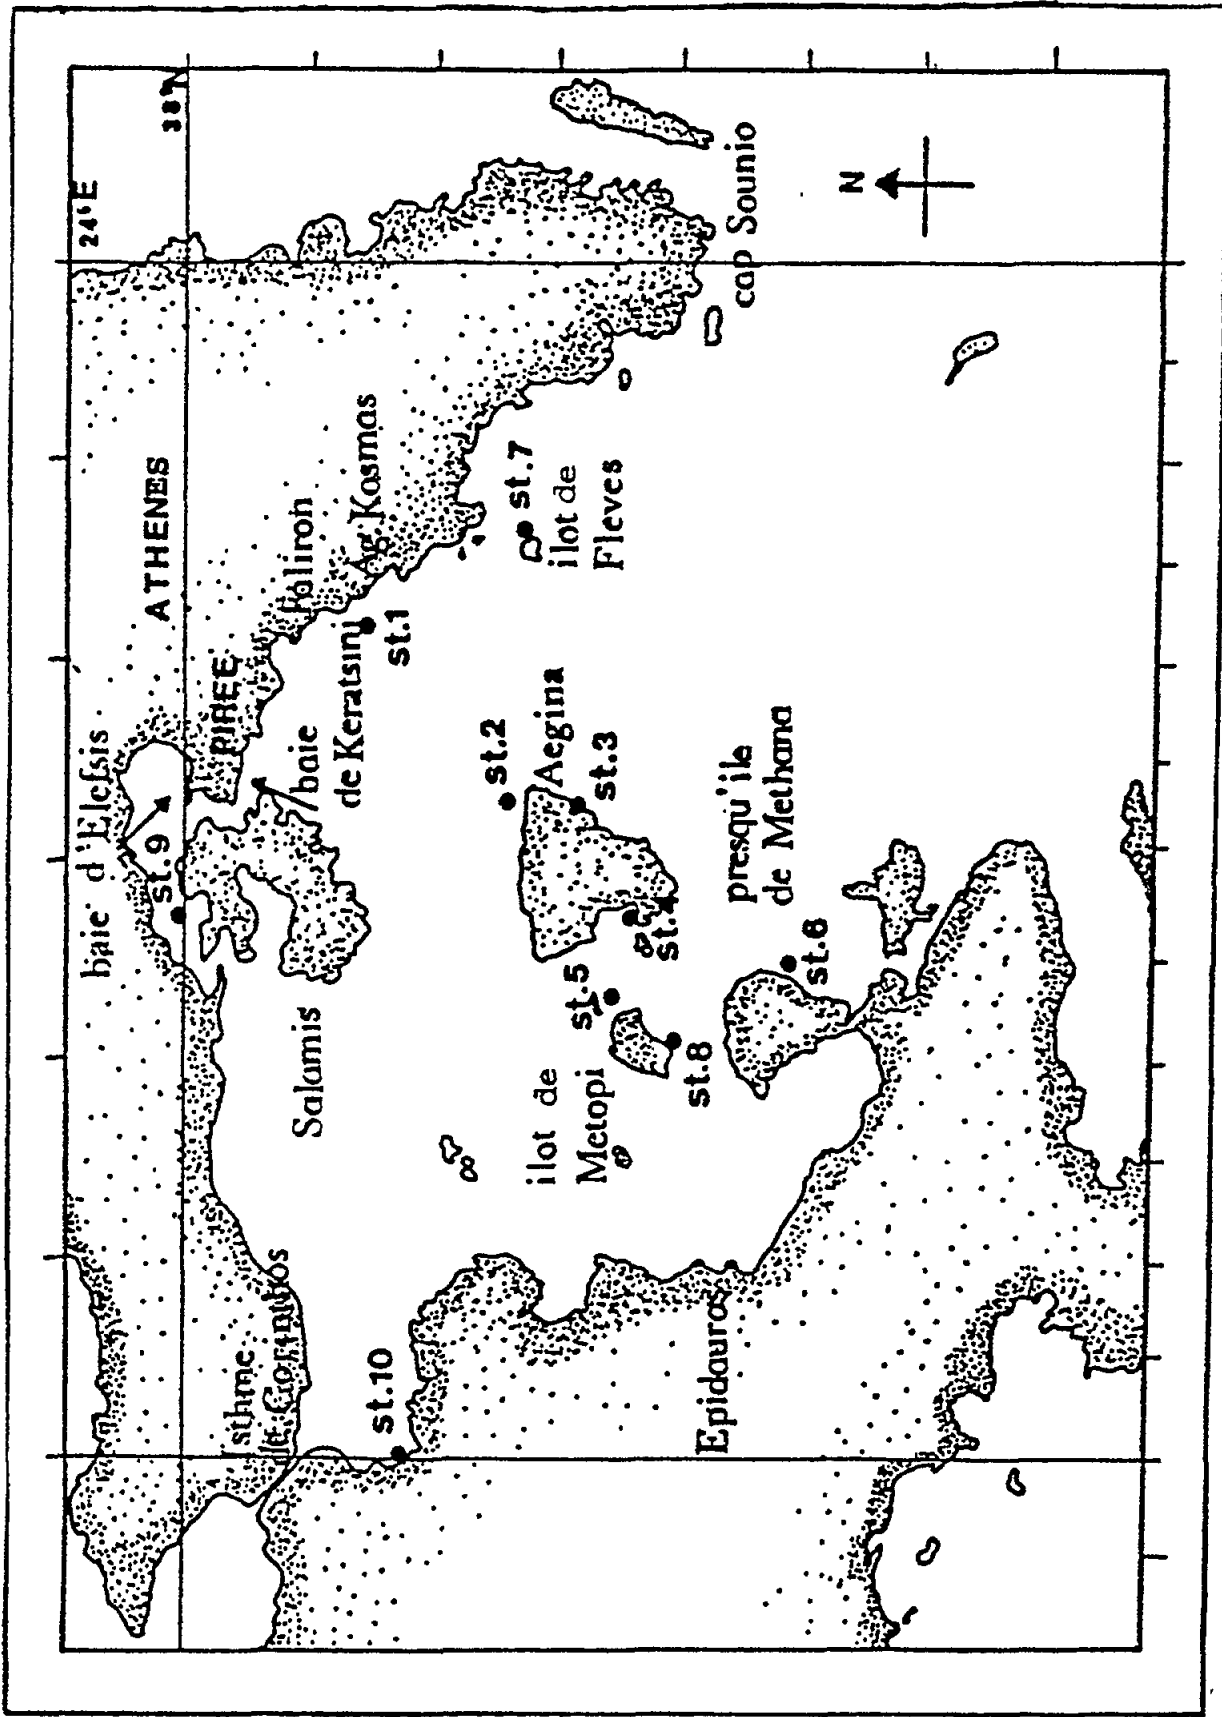 24°E
38°N
ATHENES
baie d'Elefsis
st.9
PIREE
Faliron
Ag Kosmas
baie
de Keratsini
st.1
Salamis
isthme
de Corinthos
st.10
st.2
Aegina
st.3
st.4
st.5
ilot de
Metopi
st.8
st.7
ilot de
Fleves
cap Sounio
presqu'ile
de Methana
st.6
Epidauros
N